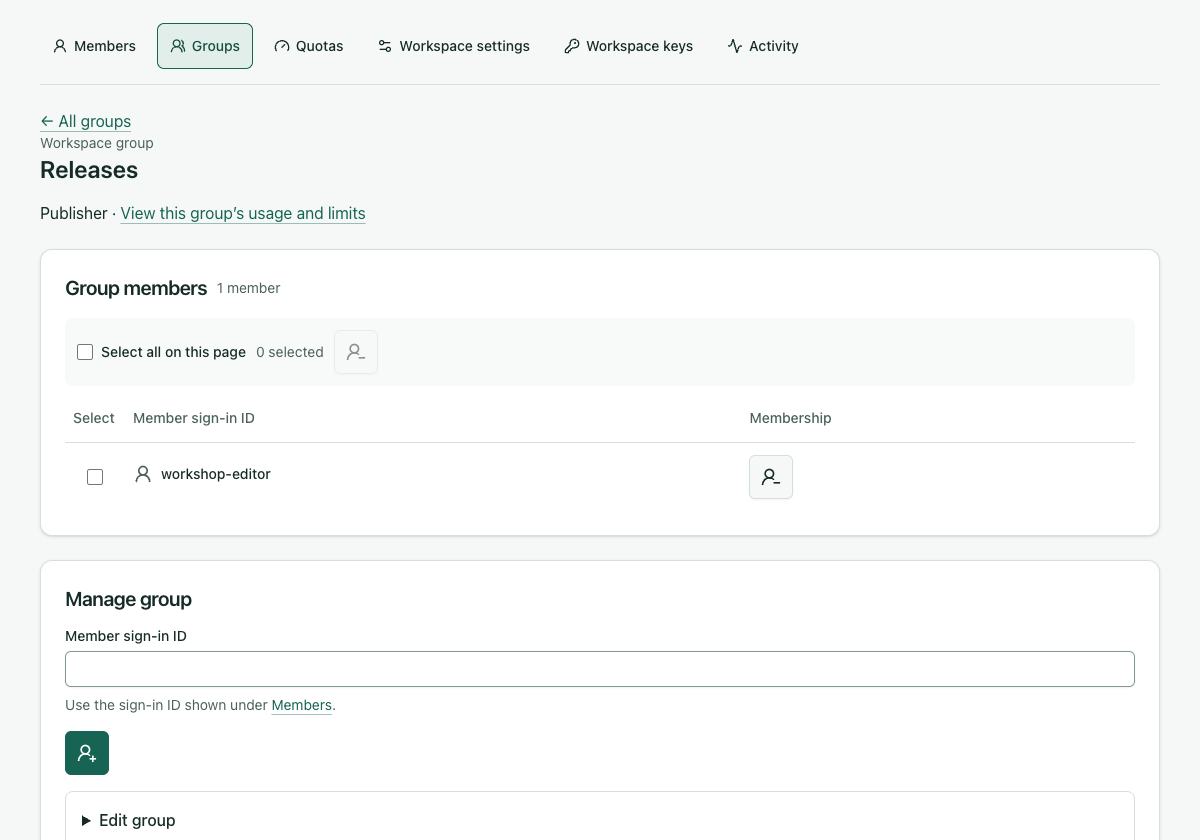 Members Groups Quotas Workspace settings Workspace keys Activity
← All groups
Workspace group
Releases
Publisher · View this group’s usage and limits
Group members 1 member
Select all on this page 0 selected
Select Member sign-in ID Membership
workshop-editor
Manage group
Member sign-in ID
Use the sign-in ID shown under Members.
Edit group